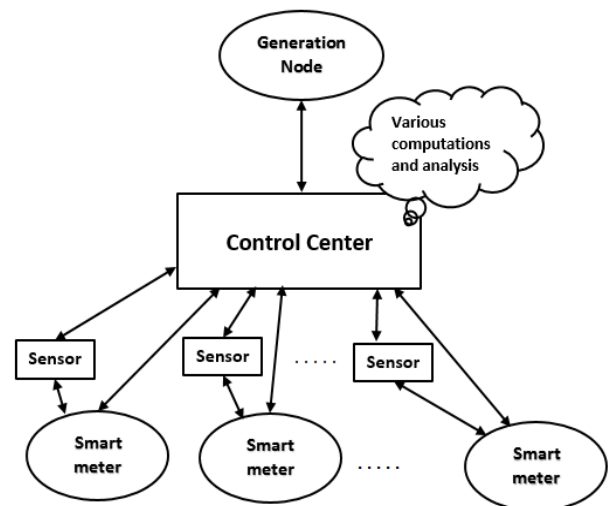 Generation
Node
Various
computations
and analysis
Control Center
Sensor
Sensor
. . . . .
Sensor
Smart
meter
Smart
meter
. . . . .
Smart
meter